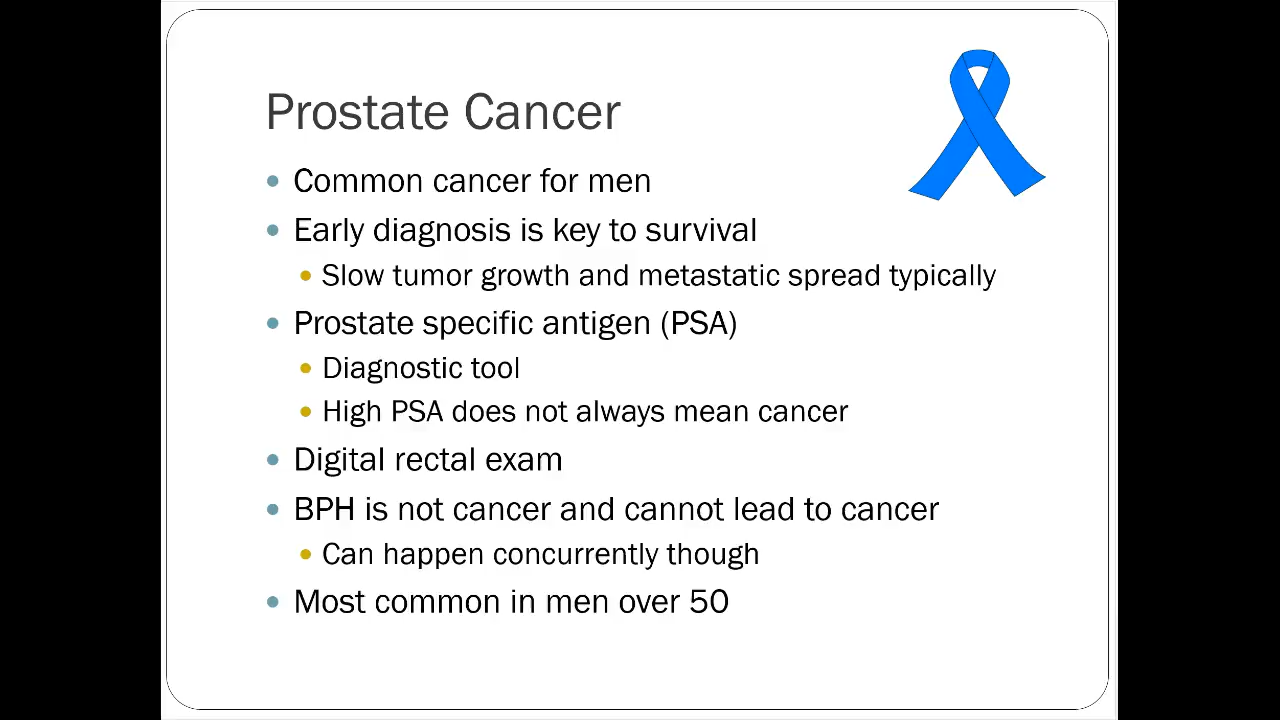 Prostate Cancer
Common cancer for men
Early diagnosis is key to survival
Slow tumor growth and metastatic spread typically
Prostate specific antigen (PSA)
Diagnostic tool
High PSA does not always mean cancer
Digital rectal exam
BPH is not cancer and cannot lead to cancer
Can happen concurrently though
Most common in men over 50